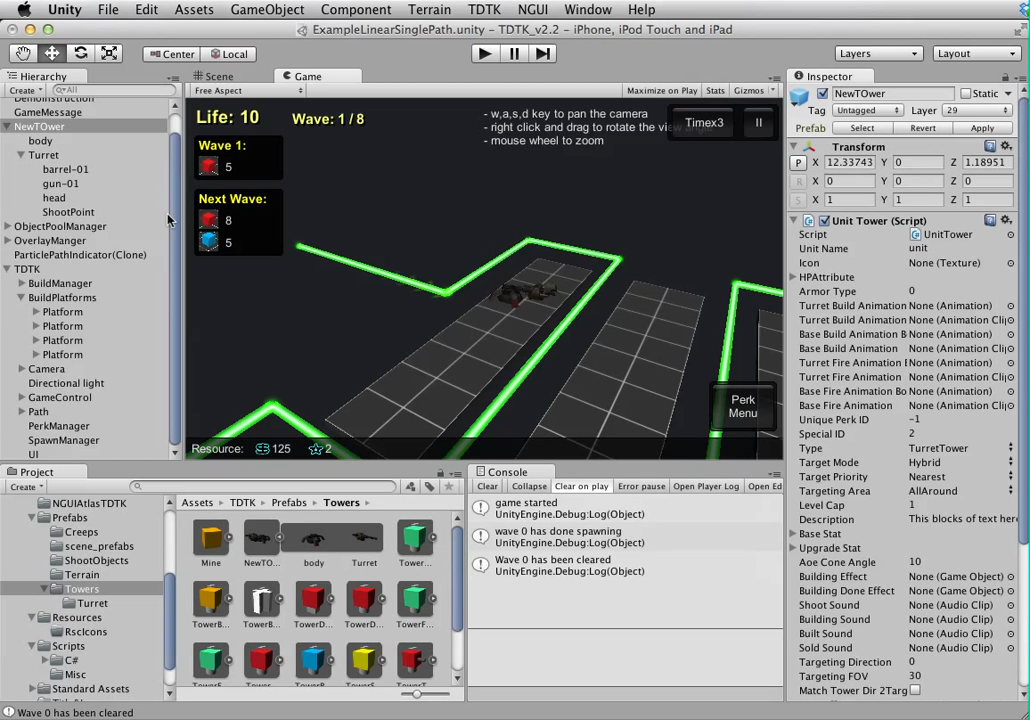 Unity File Edit Assets GameObject Component Terrain TDTK NGUI Window Help
ExampleLinearSinglePath.unity - TDTK_v2.2 - iPhone, iPod Touch and iPad
Center Local Layers Layout
Hierarchy
Create All
DemoInstruction
GameMessage
NewTOwer
body
Turret
barrel-01
gun-01
head
ShootPoint
ObjectPoolManager
OverlayManger
ParticlePathIndicator(Clone)
TDTK
BuildManager
BuildPlatforms
Platform
Platform
Platform
Platform
Camera
Directional light
GameControl
Path
PerkManager
SpawnManager
UI
Scene Game
Free Aspect Maximize on Play Stats Gizmos
Life: 10 Wave: 1 / 8
- w,a,s,d key to pan the camera
- right click and drag to rotate the view angle
- mouse wheel to zoom
Timex3 II
Wave 1:
5
Next Wave:
8
5
Perk
Menu
Resource: 125 2
Project
Create
NGUIAtlasTDTK
Prefabs
Creeps
scene_prefabs
ShootObjects
Terrain
Towers
Turret
Resources
RscIcons
Scripts
C#
Misc
Standard Assets
Assets TDTK Prefabs Towers
Mine NewTO... body Turret Tower...
TowerB... TowerB... TowerD... TowerD... TowerF...
TowerF... Tower... TowerR... TowerS... TowerT...
Console
Clear Collapse Clear on play Error pause Open Player Log Open Ed
game started
UnityEngine.Debug:Log(Object)
wave 0 has done spawning
UnityEngine.Debug:Log(Object)
Wave 0 has been cleared
UnityEngine.Debug:Log(Object)
Inspector
NewTOwer Static
Tag Untagged Layer 29
Prefab Select Revert Apply
Transform
P X 12.33743 Y 0 Z 1.18951
R X 0 Y 0 Z 0
S X 1 Y 1 Z 1
Unit Tower (Script)
Script UnitTower
Unit Name unit
Icon None (Texture)
HPAttribute
Armor Type 0
Turret Build Animation None (Animation)
Turret Build Animation None (Animation Clip
Base Build Animation B None (Animation)
Base Build Animation None (Animation Clip
Turret Fire Animation B None (Animation)
Turret Fire Animation None (Animation Clip
Base Fire Animation Bo None (Animation)
Base Fire Animation None (Animation Clip
Unique Perk ID -1
Special ID 2
Type TurretTower
Target Mode Hybrid
Target Priority Nearest
Targeting Area AllAround
Level Cap 1
Description This blocks of text here
Base Stat
Upgrade Stat
Aoe Cone Angle 10
Building Effect None (Game Object)
Building Done Effect None (Game Object)
Shoot Sound None (Audio Clip)
Building Sound None (Audio Clip)
Built Sound None (Audio Clip)
Sold Sound None (Audio Clip)
Targeting Direction 0
Targeting FOV 30
Match Tower Dir 2Targ
Wave 0 has been cleared